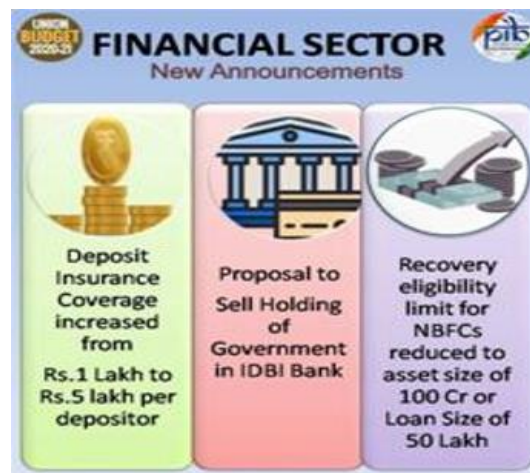 UNION
BUDGET
2020-21
FINANCIAL SECTOR
pib
New Announcements
Deposit
Insurance
Coverage
increased
from
Rs.1 Lakh to
Rs.5 lakh per
depositor
Proposal to
Sell Holding
of
Government
in IDBI Bank
Recovery
eligibility
limit for
NBFCs
reduced to
asset size of
100 Cr or
Loan Size of
50 Lakh